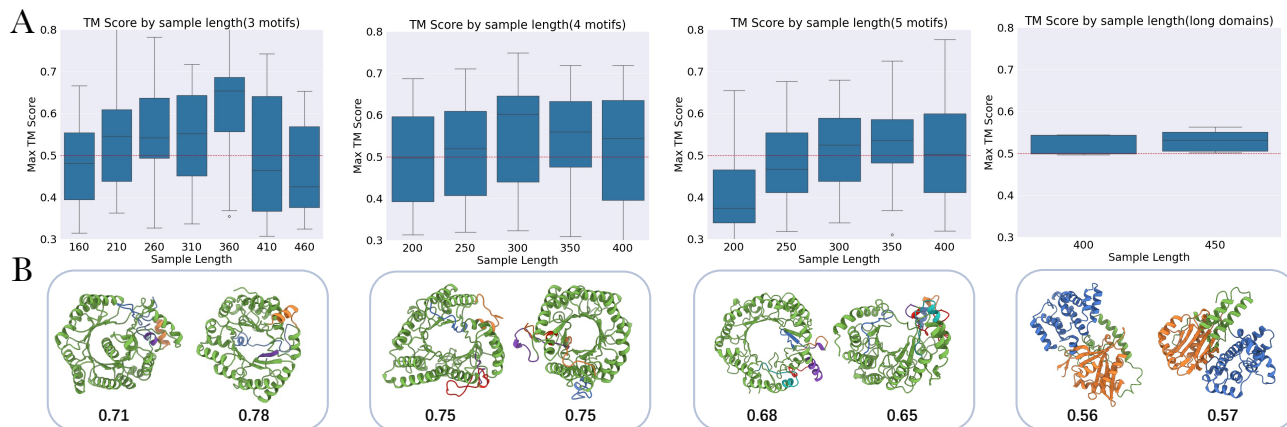 A
TM Score by sample length(3 motifs)
Max TM Score
0.8
0.7
0.6
0.5
0.4
0.3
160 210 260 310 360 410 460
Sample Length
TM Score by sample length(4 motifs)
Max TM Score
0.8
0.7
0.6
0.5
0.4
0.3
200 250 300 350 400
Sample Length
TM Score by sample length(5 motifs)
Max TM Score
0.8
0.7
0.6
0.5
0.4
0.3
200 250 300 350 400
Sample Length
TM Score by sample length(long domains)
Max TM Score
0.8
0.7
0.6
0.5
0.4
0.3
400 450
Sample Length
B
0.71 0.78
0.75 0.75
0.68 0.65
0.56 0.57